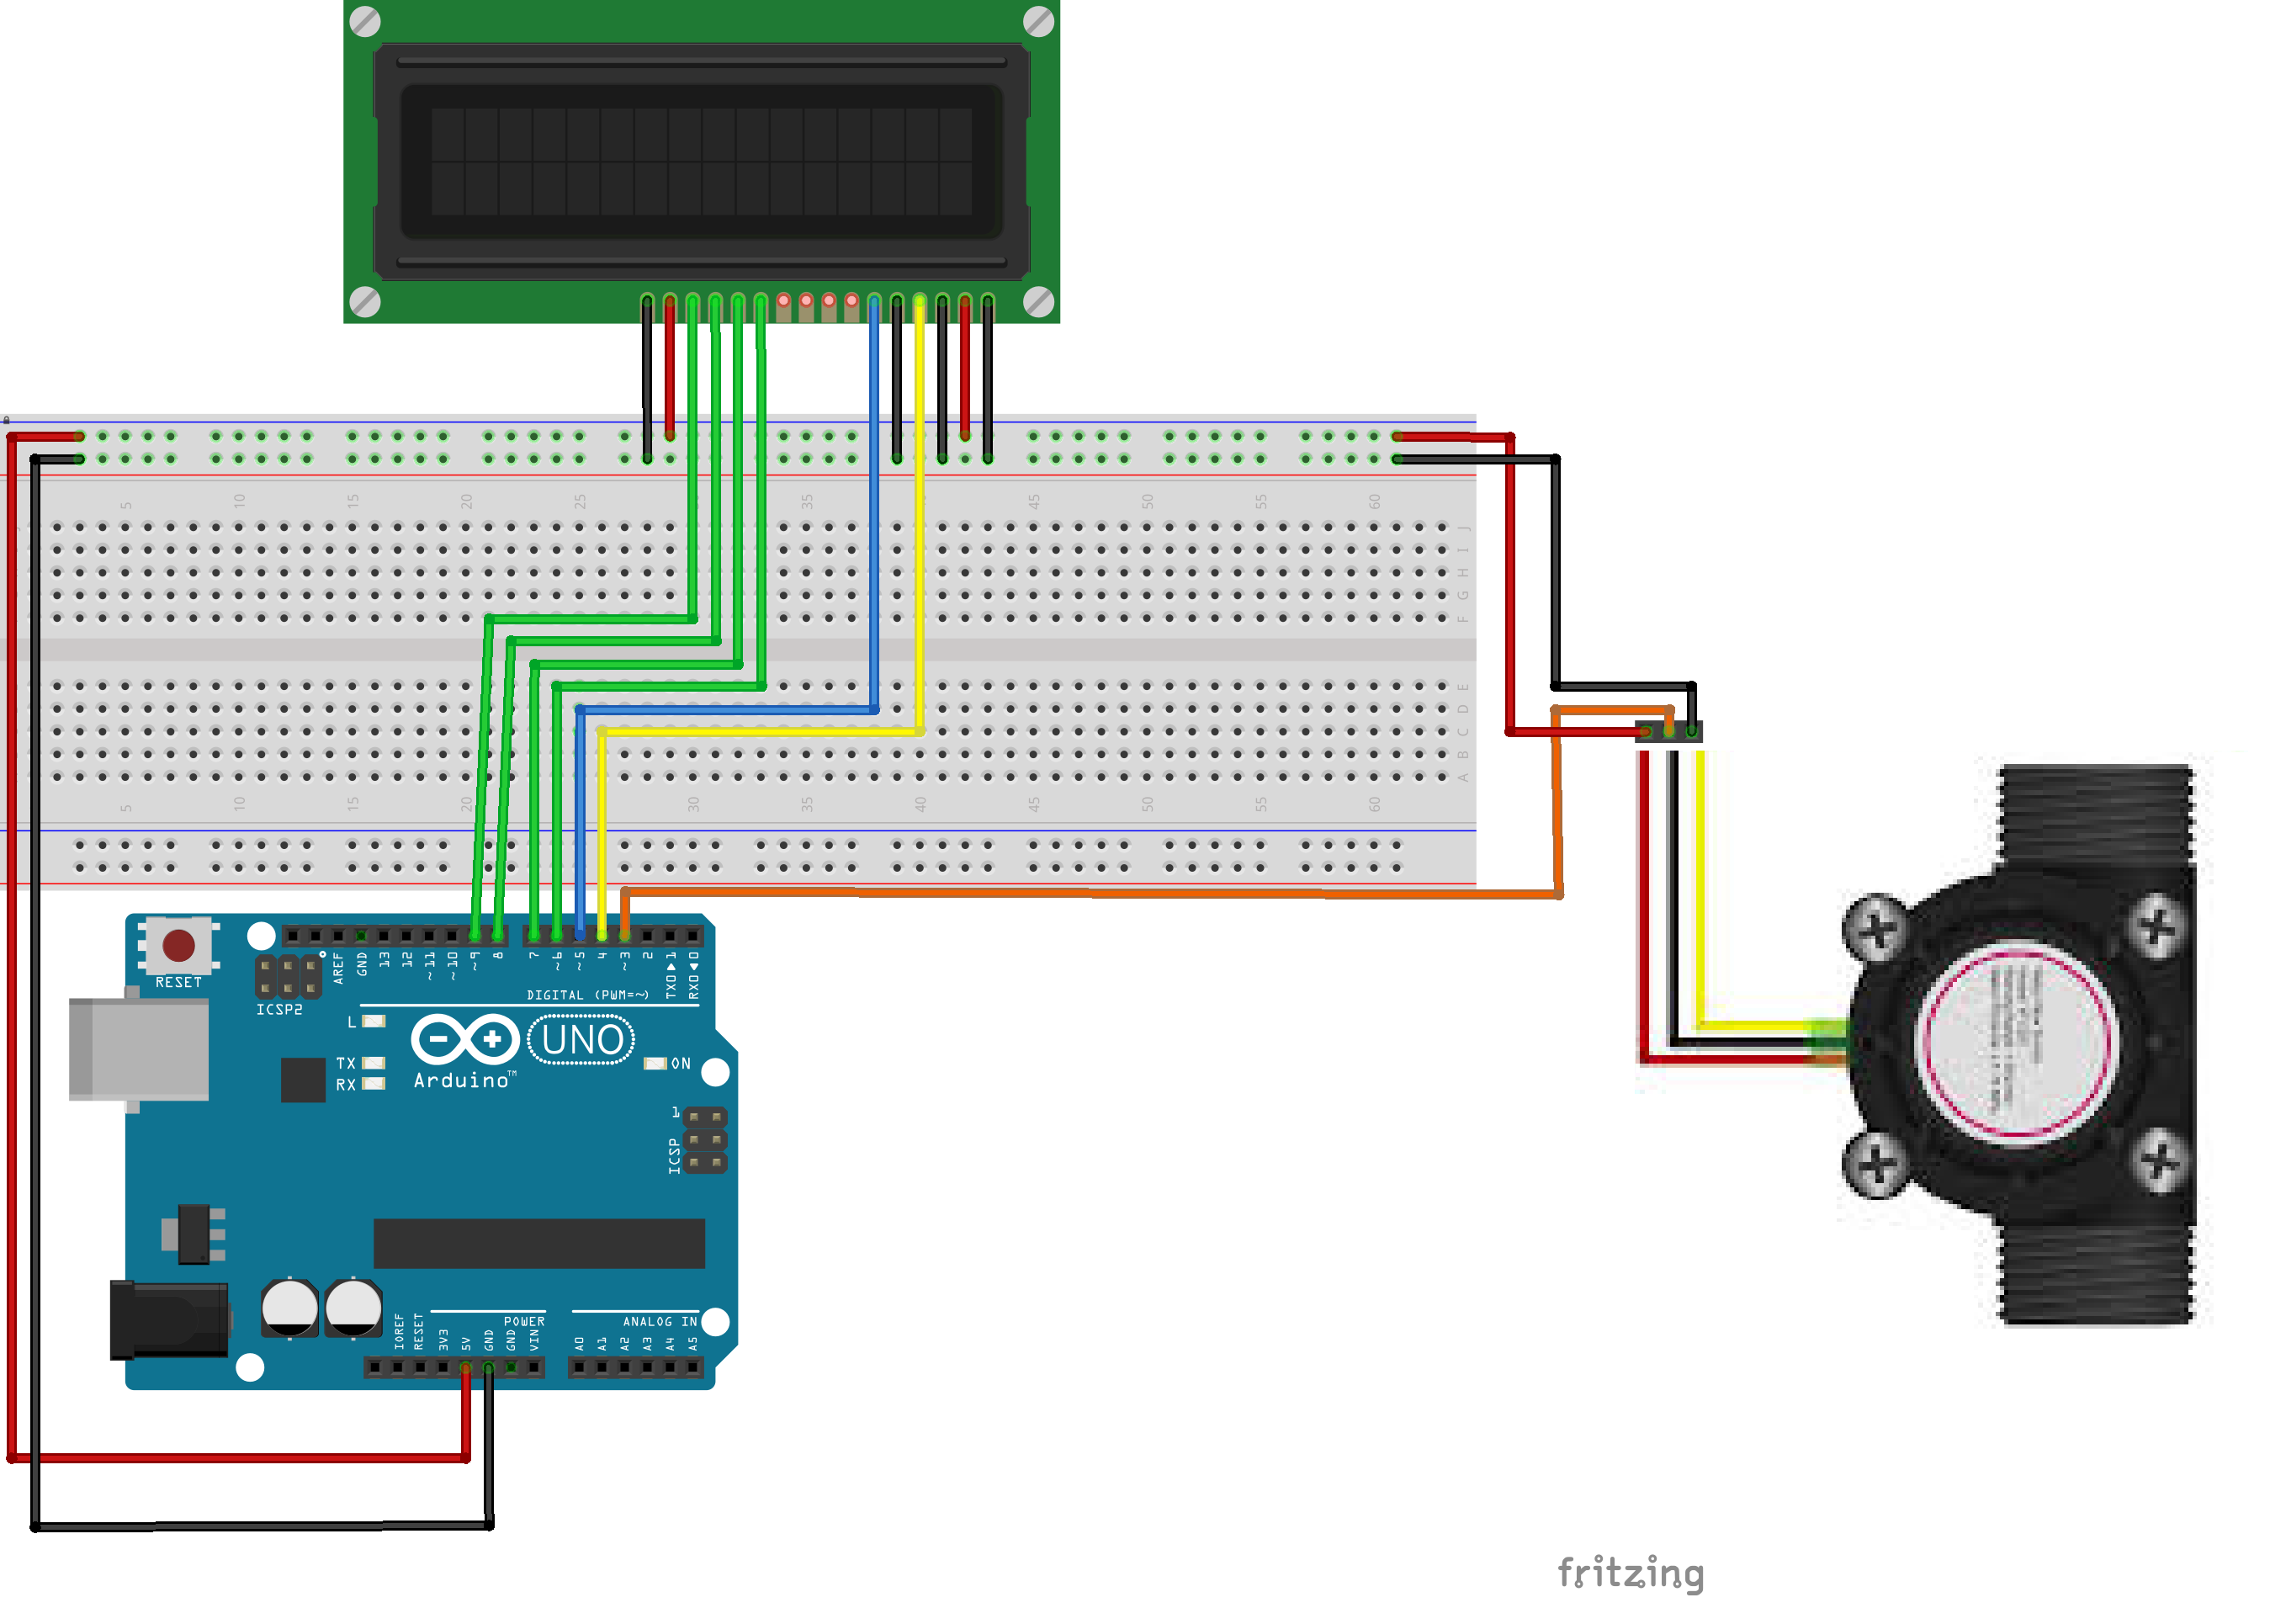 5 10 15 20 25 35 45 50 55 60
J
I
H
G
F
E
D
C
B
A
5 10 15 20 30 35 40 45 50 55 60
RESET
ICSP2
AREF
GND
13
12
~11
~10
~9
8
7
~6
~5
4
~3
2
TX0▶1
RX0◀0
DIGITAL (PWM=~)
L
TX
RX
UNO
ON
Arduino™
1
ICSP
POWER
ANALOG IN
IOREF
RESET
3V3
5V
GND
GND
VIN
A0
A1
A2
A3
A4
A5
fritzing